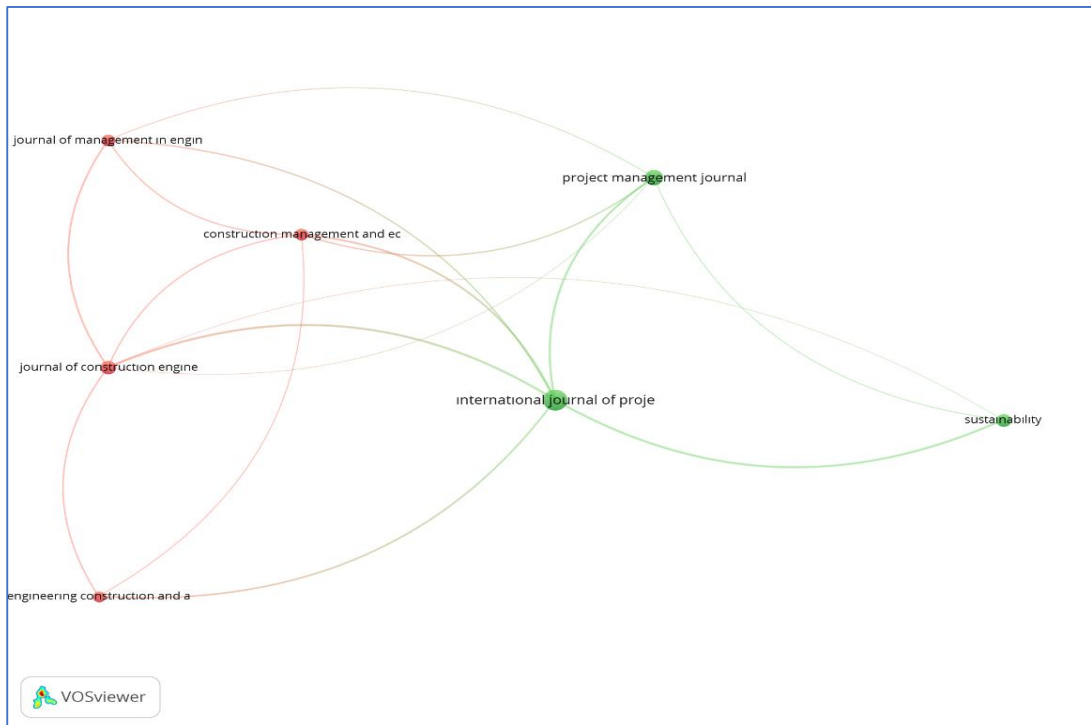 journal of management in engin
project management journal
construction management and ec
journal of construction engine
international journal of proje
sustainability
engineering construction and a
VOSviewer